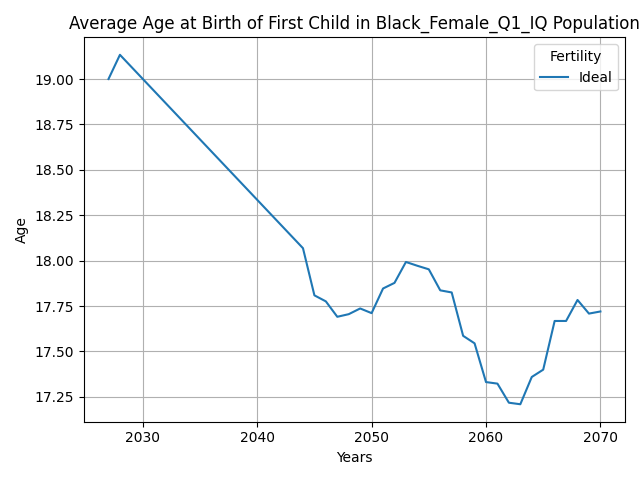 Average Age at Birth of First Child in Black_Female_Q1_IQ Population
Fertility
Ideal
19.00
18.75
18.50
18.25
18.00
17.75
17.50
17.25
Age
2030 2040 2050 2060 2070
Years